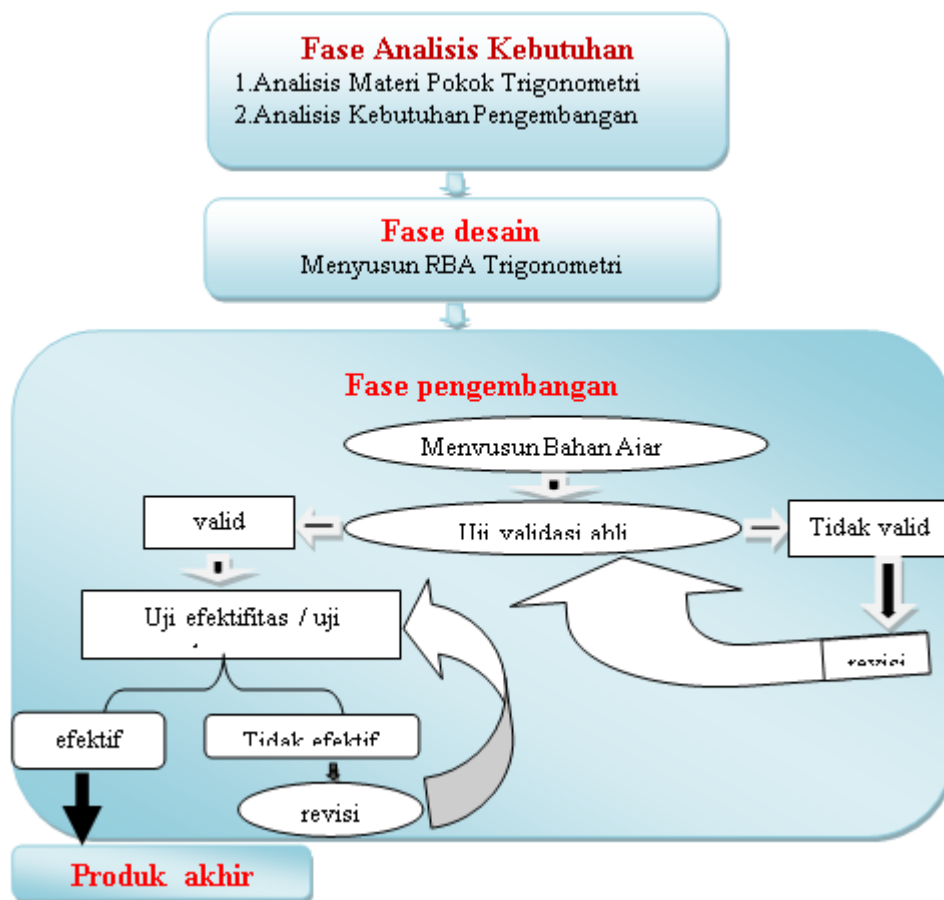 Fase Analisis Kebutuhan
1.Analisis Materi Pokok Trigonometri
2.Analisis Kebutuhan Pengembangan
Fase desain
Menyusun RBA Trigonometri
Fase pengembangan
Menyusun Bahan Ajar
Uji validasi ahli
valid
Tidak valid
Uji efektifitas / uji
revisi
efektif
Tidak efektif
revisi
Produk akhir